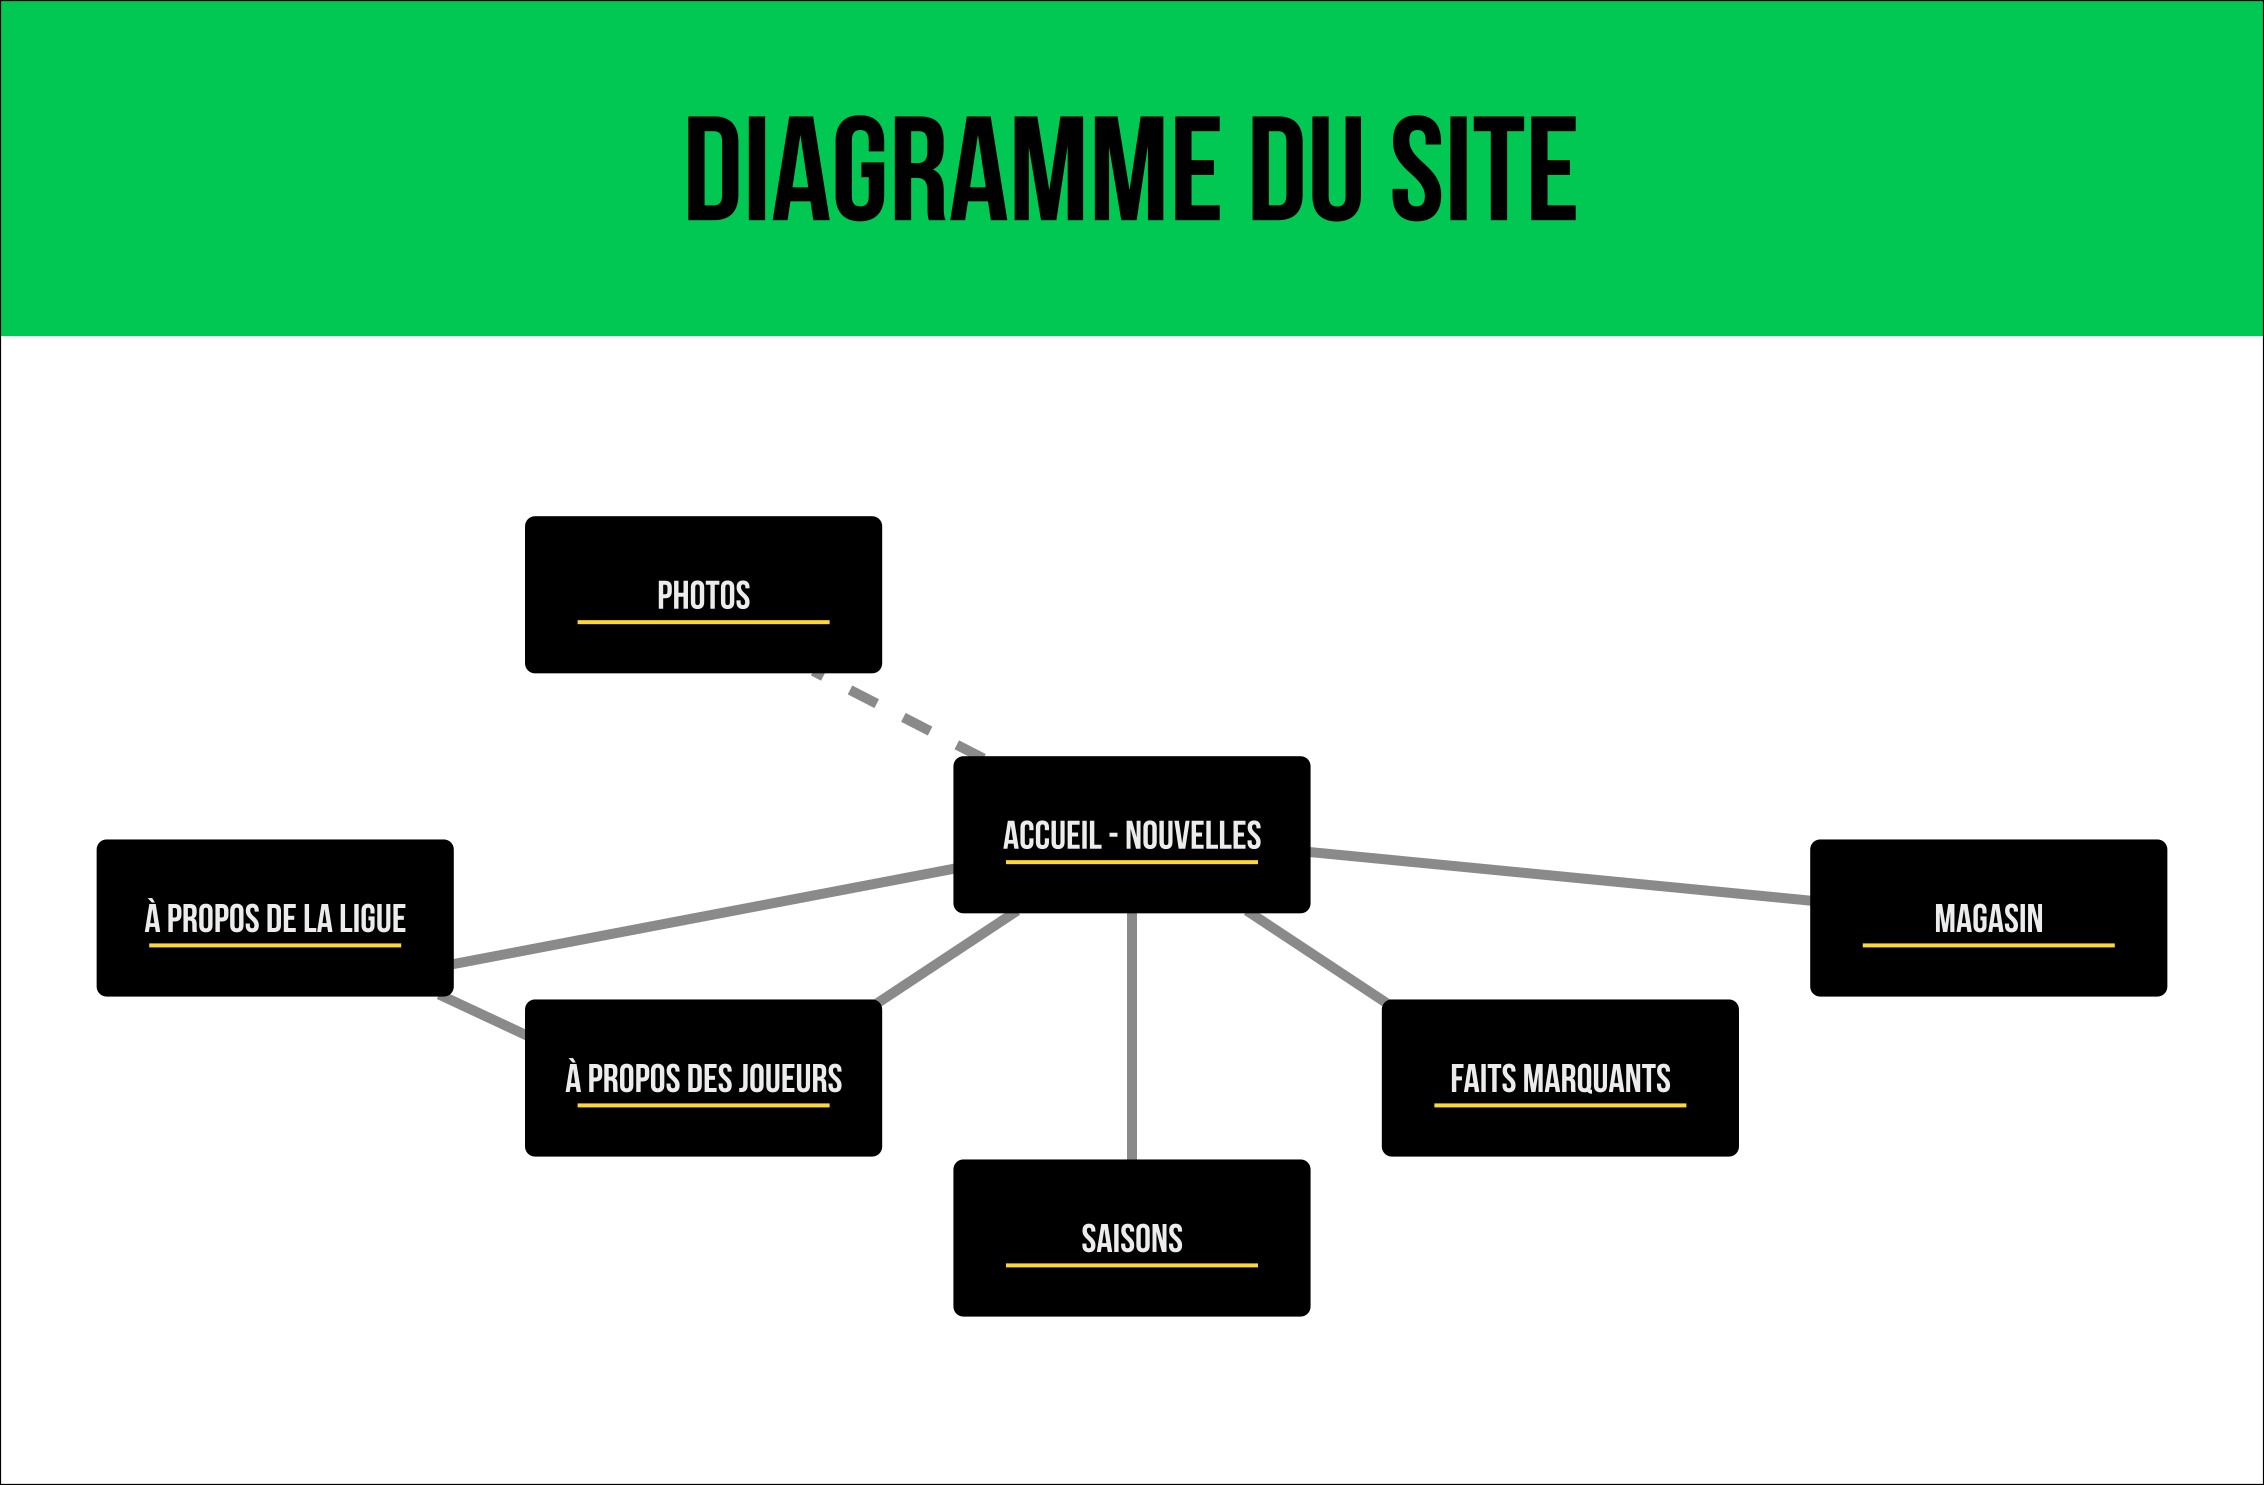 DIAGRAMME DU SITE
PHOTOS
ACCUEIL - NOUVELLES
À PROPOS DE LA LIGUE
MAGASIN
À PROPOS DES JOUEURS
FAITS MARQUANTS
SAISONS